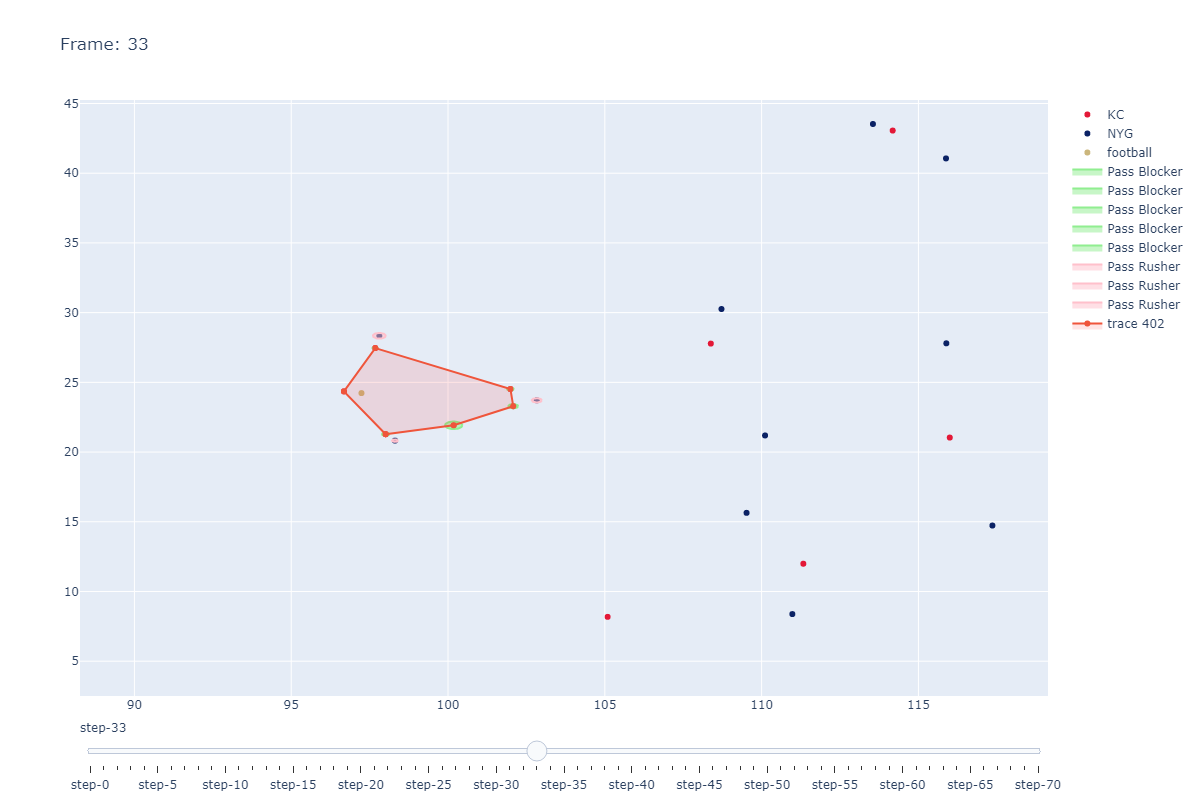 Frame: 33
45
40
35
30
25
20
15
10
5
90 95 100 105 110 115
KC
NYG
football
Pass Blocker
Pass Blocker
Pass Blocker
Pass Blocker
Pass Blocker
Pass Rusher
Pass Rusher
Pass Rusher
trace 402
step-33
step-0 step-5 step-10 step-15 step-20 step-25 step-30 step-35 step-40 step-45 step-50 step-55 step-60 step-65 step-70